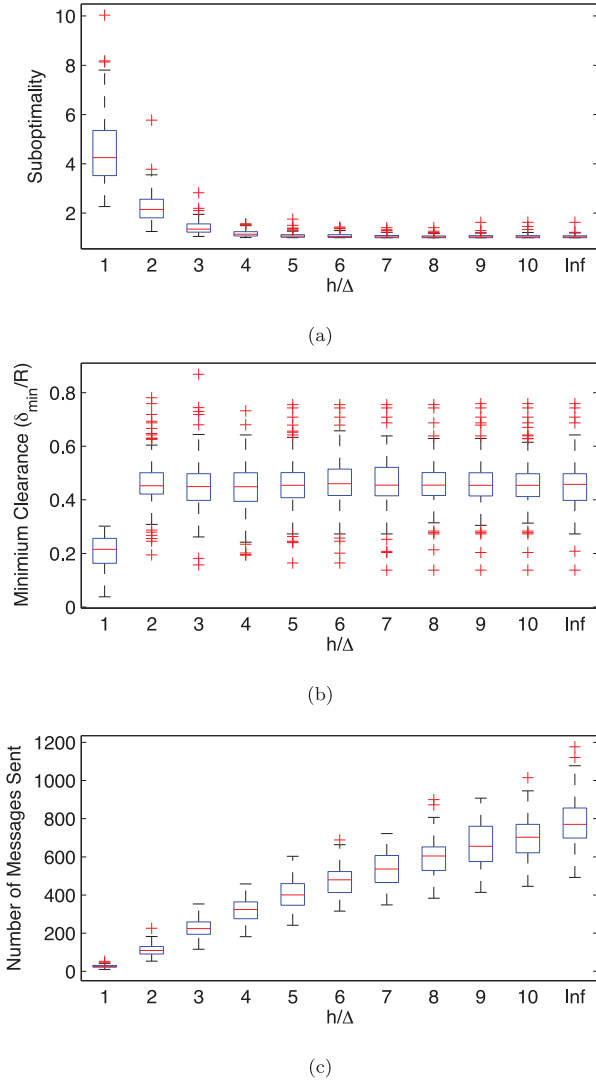 10
8
6
4
2
Suboptimality
1 2 3 4 5 6 7 8 9 10 Inf
h/Δ
(a)
0.8
0.6
0.4
0.2
0
Minimium Clearance (δ_min/R)
1 2 3 4 5 6 7 8 9 10 Inf
h/Δ
(b)
1200
1000
800
600
400
200
0
Number of Messages Sent
1 2 3 4 5 6 7 8 9 10 Inf
h/Δ
(c)